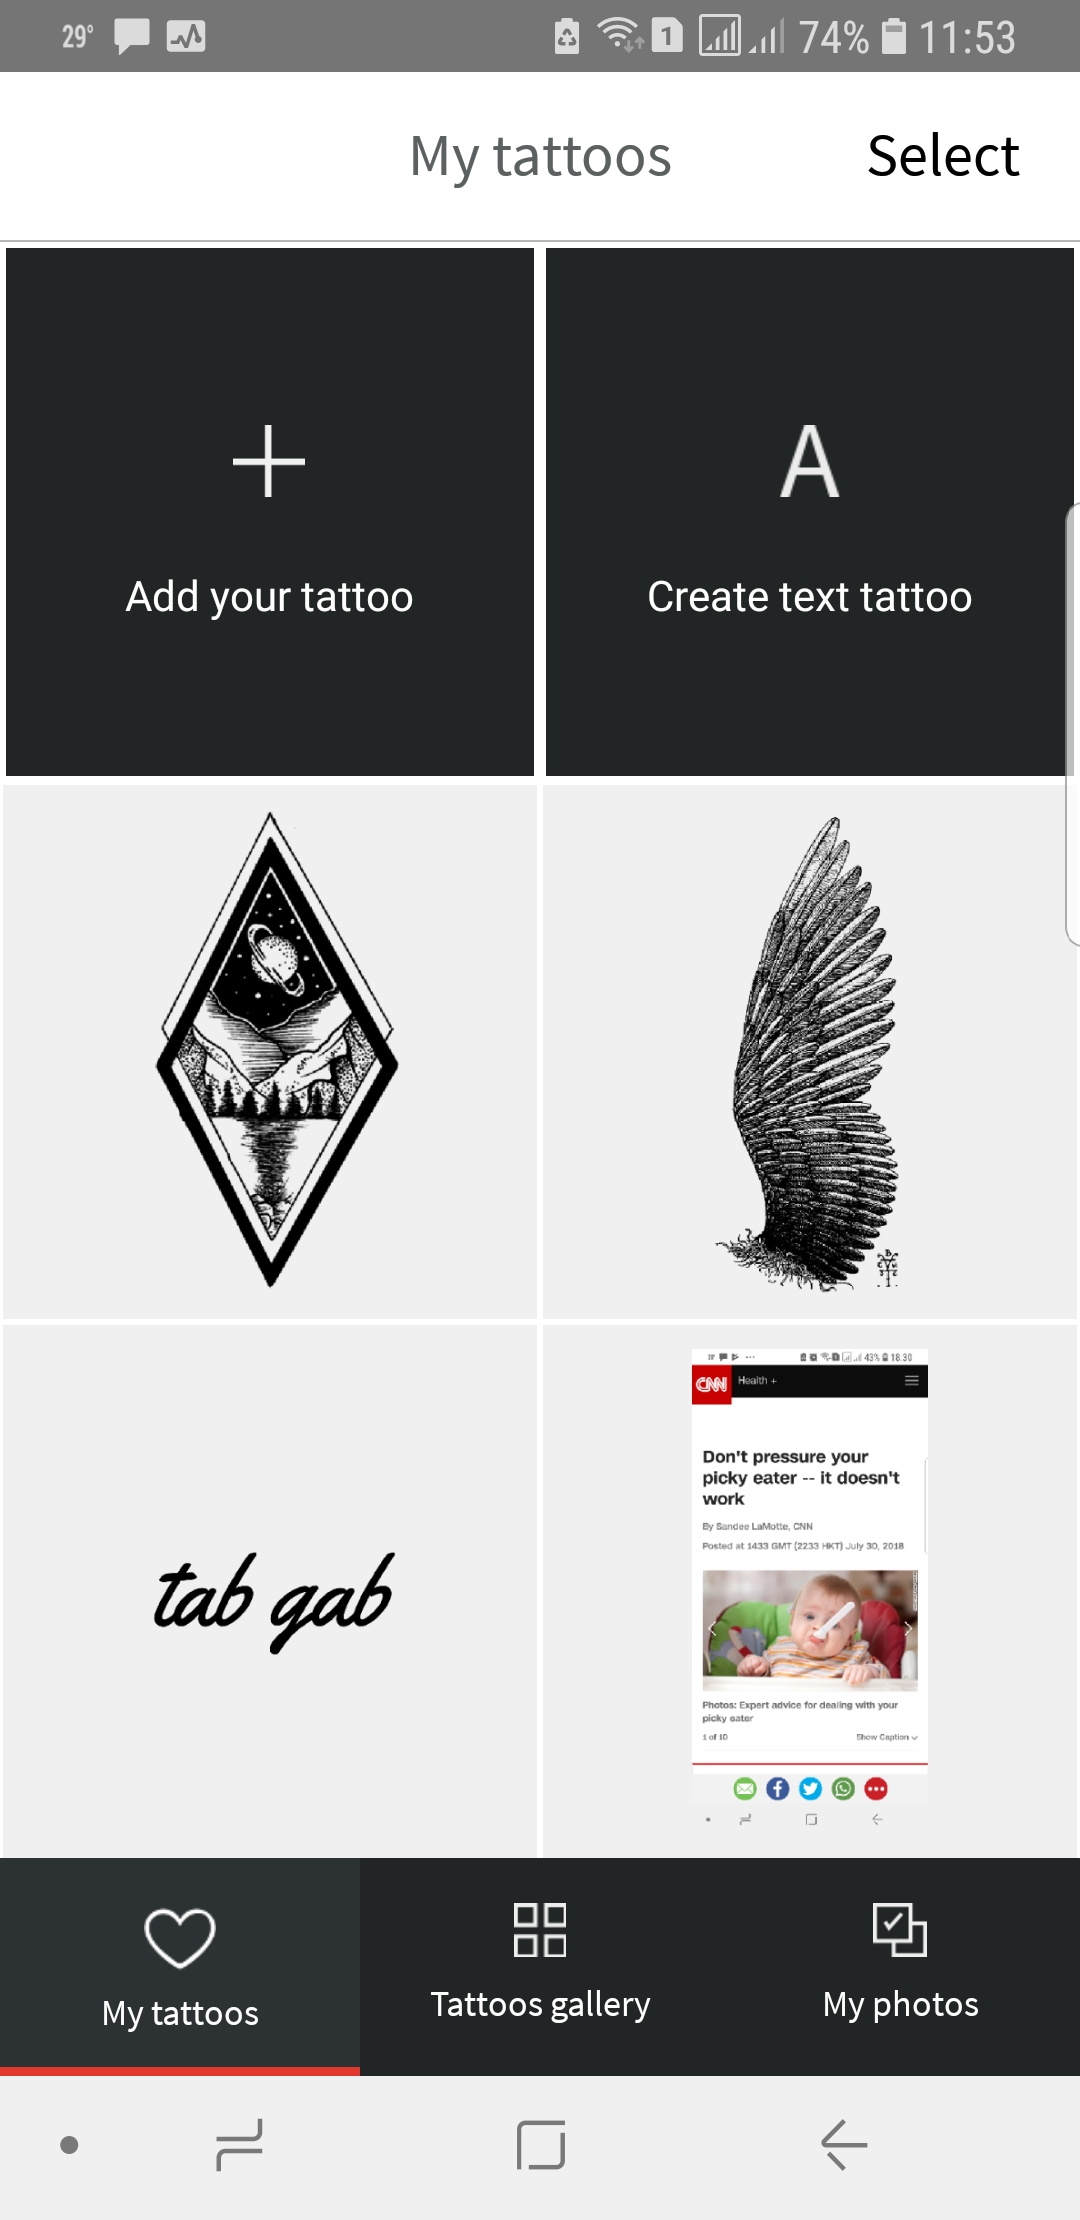 29°
1
74%
11:53
My tattoos
Select
Add your tattoo
A
Create text tattoo
tab gab
43%
18:30
CNN
Health +
Don't pressure your
picky eater -- it doesn't
work
By Sandee LaMotte, CNN
Posted at 1433 GMT (2233 HKT) July 30, 2018
Photos: Expert advice for dealing with your
picky eater
1 of 10
Show Caption
My tattoos
Tattoos gallery
My photos